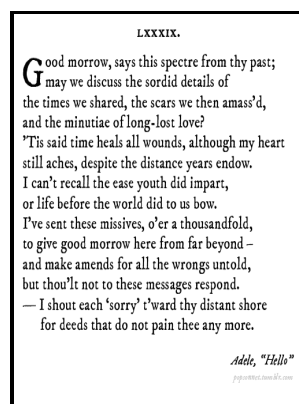 LXXXIX.
Good morrow, says this spectre from thy past;
may we discuss the sordid details of
the times we shared, the scars we then amass'd,
and the minutiae of long-lost love?
'Tis said time heals all wounds, although my heart
still aches, despite the distance years endow.
I can't recall the ease youth did impart,
or life before the world did to us bow.
I've sent these missives, o'er a thousandfold,
to give good morrow here from far beyond –
and make amends for all the wrongs untold,
but thou'lt not to these messages respond.
— I shout each 'sorry' t'ward thy distant shore
for deeds that do not pain thee any more.
Adele, "Hello"
popsonnet.tumblr.com